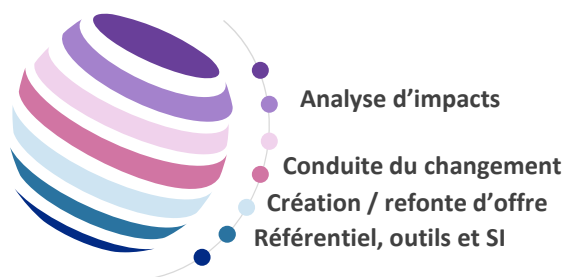 Analyse d’impacts
Conduite du changement
Création / refonte d’offre
Référentiel, outils et SI